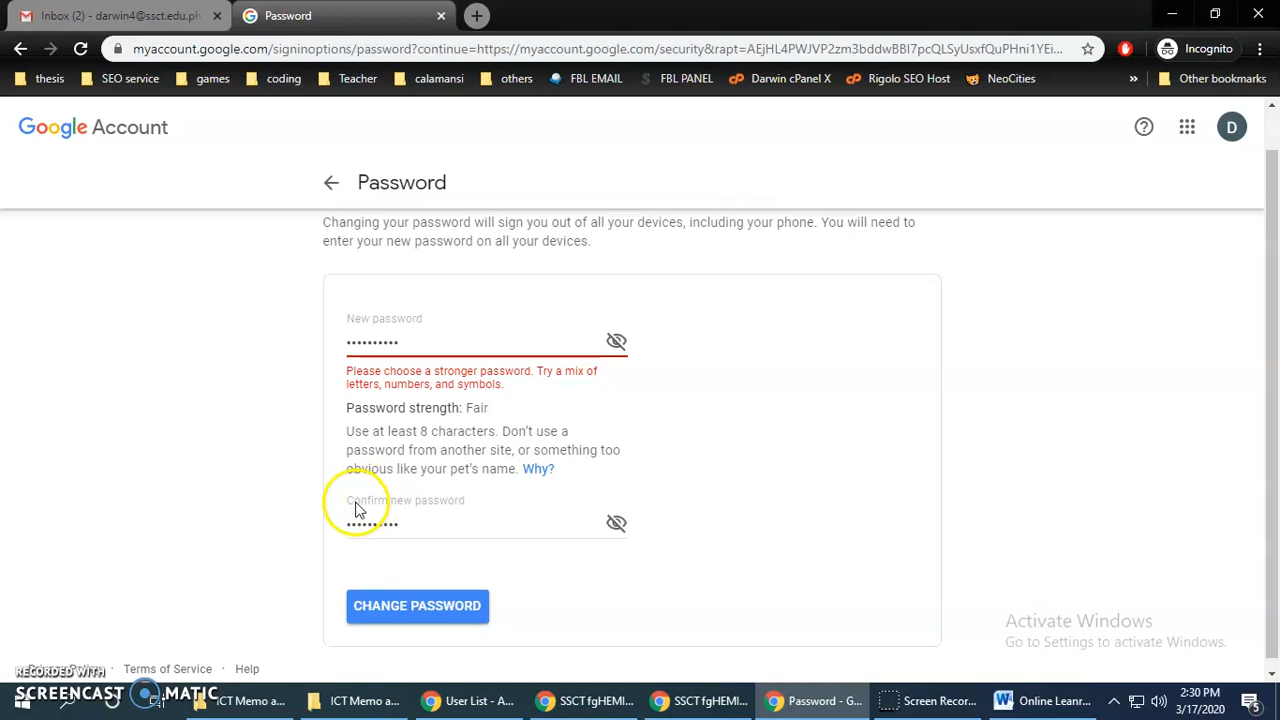 Inbox (2) - darwin4@ssct.edu.ph
Password
myaccount.google.com/signinoptions/password?continue=https://myaccount.google.com/security&rapt=AEjHL4PWJVP2zm3bddwBBI7pcQLSyUsxfQuPHni1YEi...
Incognito
thesis
SEO service
games
coding
Teacher
calamansi
others
FBL EMAIL
FBL PANEL
Darwin cPanel X
Rigolo SEO Host
NeoCities
»
Other bookmarks
Google Account
D
Password
Changing your password will sign you out of all your devices, including your phone. You will need to
enter your new password on all your devices.
New password
••••••••••
Please choose a stronger password. Try a mix of
letters, numbers, and symbols.
Password strength: Fair
Use at least 8 characters. Don't use a
password from another site, or something too
obvious like your pet's name. Why?
Confirm new password
••••••••••
CHANGE PASSWORD
Activate Windows
Go to Settings to activate Windows.
Terms of Service
Help
RECORDED WITH
SCREENCAST MATIC
ICT Memo a...
ICT Memo a...
User List - A...
SSCT fgHEMI...
SSCT fgHEMI...
Password - G...
Screen Recor...
Online Learn...
2:30 PM
3/17/2020
5